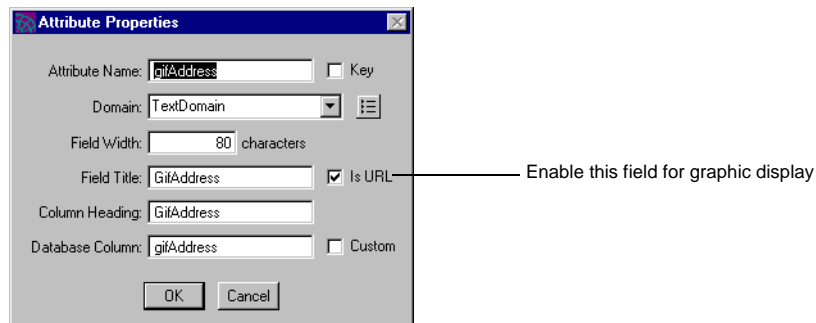 Attribute Properties
Attribute Name: gifAddress Key
Domain: TextDomain
Field Width: 80 characters
Field Title: GifAddress Is URL Enable this field for graphic display
Column Heading: GifAddress
Database Column: gifAddress Custom
OK Cancel